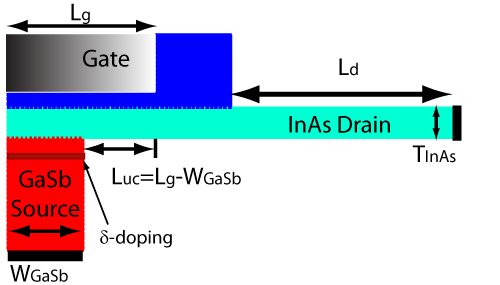 Lg
Gate
Ld
InAs Drain
TInAs
Luc=Lg-WGaSb
GaSb
Source
δ-doping
WGaSb